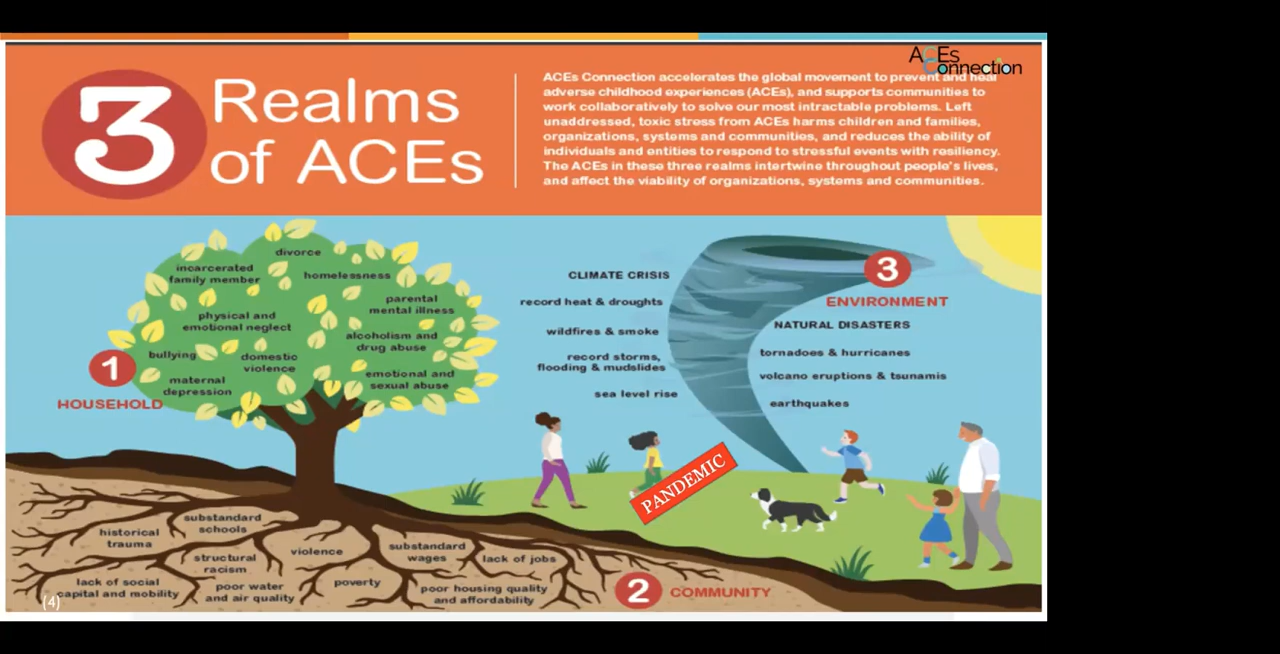 ACEs
Connection
3
Realms
of ACEs
ACEs Connection accelerates the global movement to prevent and heal
adverse childhood experiences (ACEs), and supports communities to
work collaboratively to solve our most intractable problems. Left
unaddressed, toxic stress from ACEs harms children and families,
organizations, systems and communities, and reduces the ability of
individuals and entities to respond to stressful events with resiliency.
The ACEs in these three realms intertwine throughout people's lives,
and affect the viability of organizations, systems and communities.
1
HOUSEHOLD
divorce
incarcerated
family member
homelessness
parental
mental illness
physical and
emotional neglect
alcoholism and
drug abuse
bullying
domestic
violence
emotional and
sexual abuse
maternal
depression
3
ENVIRONMENT
CLIMATE CRISIS
record heat & droughts
wildfires & smoke
record storms,
flooding & mudslides
sea level rise
NATURAL DISASTERS
tornadoes & hurricanes
volcano eruptions & tsunamis
earthquakes
PANDEMIC
2
COMMUNITY
substandard
schools
historical
trauma
structural
racism
violence
substandard
wages
lack of jobs
lack of social
capital and mobility
poor water
and air quality
poverty
poor housing quality
and affordability
(4)